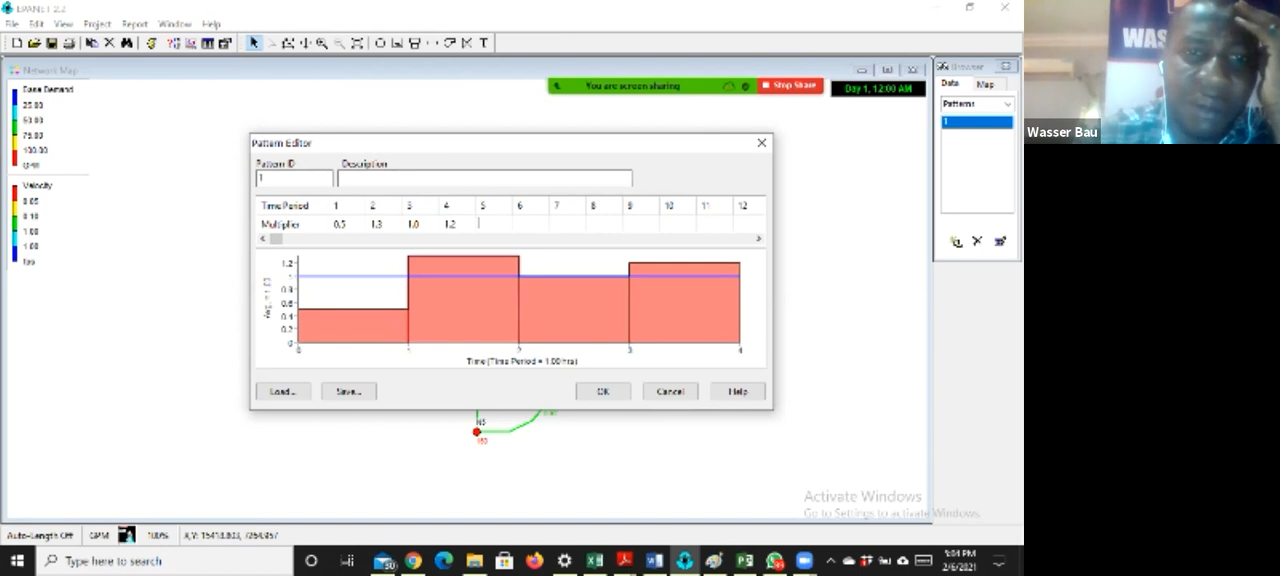 EPANET 2.2
File Edit View Project Report Window Help
Network Map
Day 1, 12:00 AM
You are screen sharing
Stop Share
Base Demand
25.00
50.00
75.00
100.00
GPM
Velocity
1.00
1.00
fps
Pattern Editor
Pattern ID Description
1
Time Period 1 2 3 4 5 6 7 8 9 10 11 12
Multiplier 0.5 1.3 1.0 1.2
1.2
1
0.8
0.6
0.4
0.2
0
0 1 2 3 4
Time (Time Period = 1.00 hrs)
Load... Save... OK Cancel Help
N5
Browser
Data Map
Patterns
1
WAS
Wasser Bau
Activate Windows
Go to Settings to activate Windows.
Auto-Length Off GPM 100%
Type here to search
5:04 PM
2/6/2021